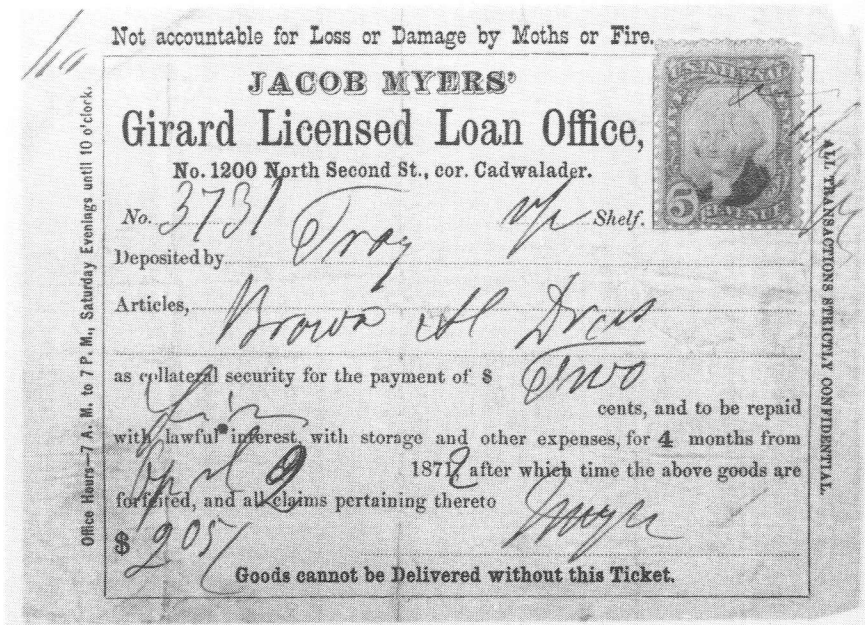 Not accountable for Loss or Damage by Moths or Fire.
JACOB MYERS'
Girard Licensed Loan Office,
No. 1200 North Second St., cor. Cadwalader.
No. 3731 Shelf.
Deposited by Troy
Articles,
Brown
as collateral security for the payment of $ Two
cents, and to be repaid
with lawful interest, with storage and other expenses, for 4 months from
April 2 1872, after which time the above goods are
forfeited, and all claims pertaining thereto
$ 2 05
Goods cannot be Delivered without this Ticket.
Office Hours—7 A. M. to 7 P. M., Saturday Evenings until 10 o'clock.
ALL TRANSACTIONS STRICTLY CONFIDENTIAL.
U.S. INTERNAL
5
REVENUE